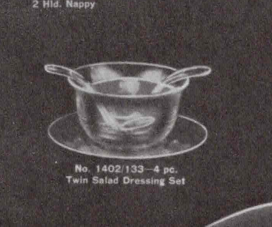 2 Hld. Nappy
No. 1402/133—4 pc.
Twin Salad Dressing Set